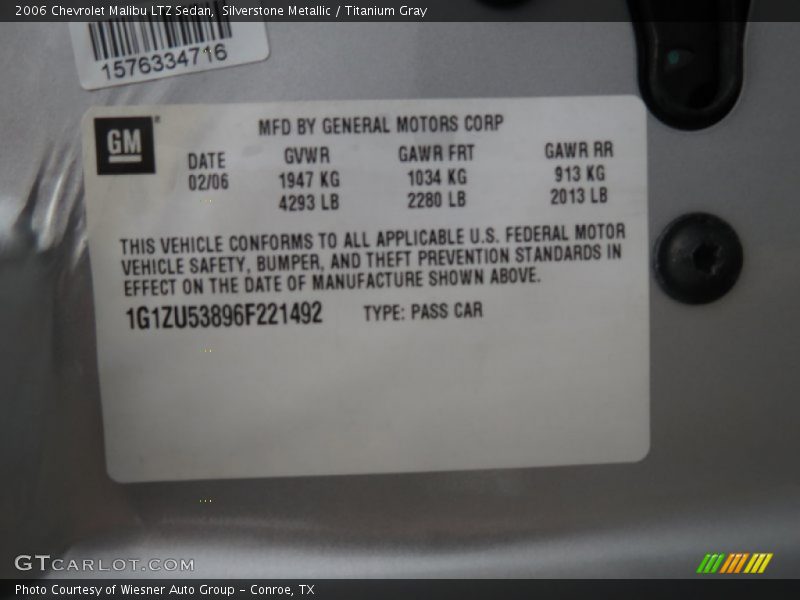 2006 Chevrolet Malibu LTZ Sedan, Silverstone Metallic / Titanium Gray
1576334716
GM
MFD BY GENERAL MOTORS CORP
DATE GVWR GAWR FRT GAWR RR
02/06 1947 KG 1034 KG 913 KG
4293 LB 2280 LB 2013 LB
THIS VEHICLE CONFORMS TO ALL APPLICABLE U.S. FEDERAL MOTOR
VEHICLE SAFETY, BUMPER, AND THEFT PREVENTION STANDARDS IN
EFFECT ON THE DATE OF MANUFACTURE SHOWN ABOVE.
1G1ZU53896F221492 TYPE: PASS CAR
GTCARLOT.COM
Photo Courtesy of Wiesner Auto Group - Conroe, TX